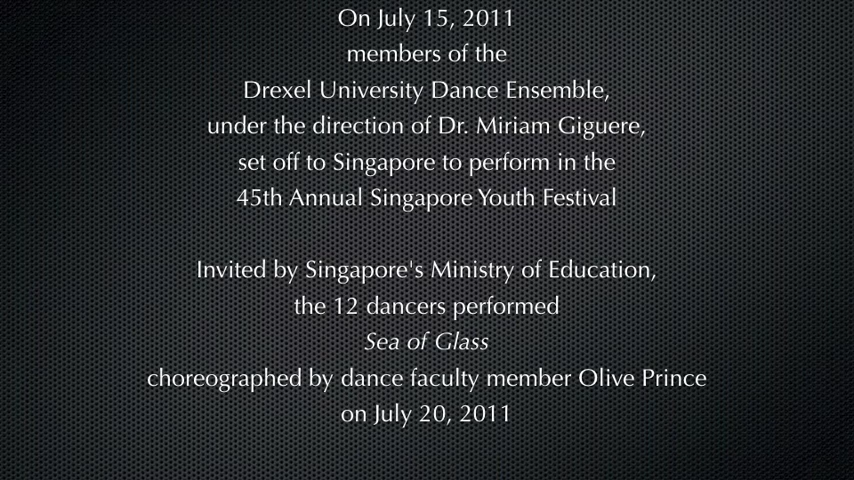 On July 15, 2011
members of the
Drexel University Dance Ensemble,
under the direction of Dr. Miriam Giguere,
set off to Singapore to perform in the
45th Annual Singapore Youth Festival
Invited by Singapore's Ministry of Education,
the 12 dancers performed
Sea of Glass
choreographed by dance faculty member Olive Prince
on July 20, 2011